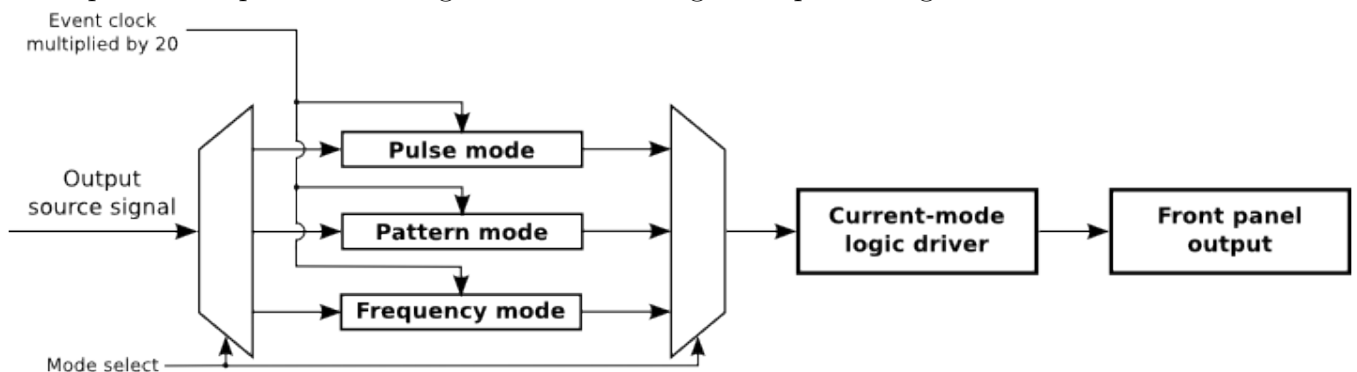 Event clock
multiplied by 20
Pulse mode
Output
source signal
Pattern mode
Current-mode
logic driver
Front panel
output
Frequency mode
Mode select